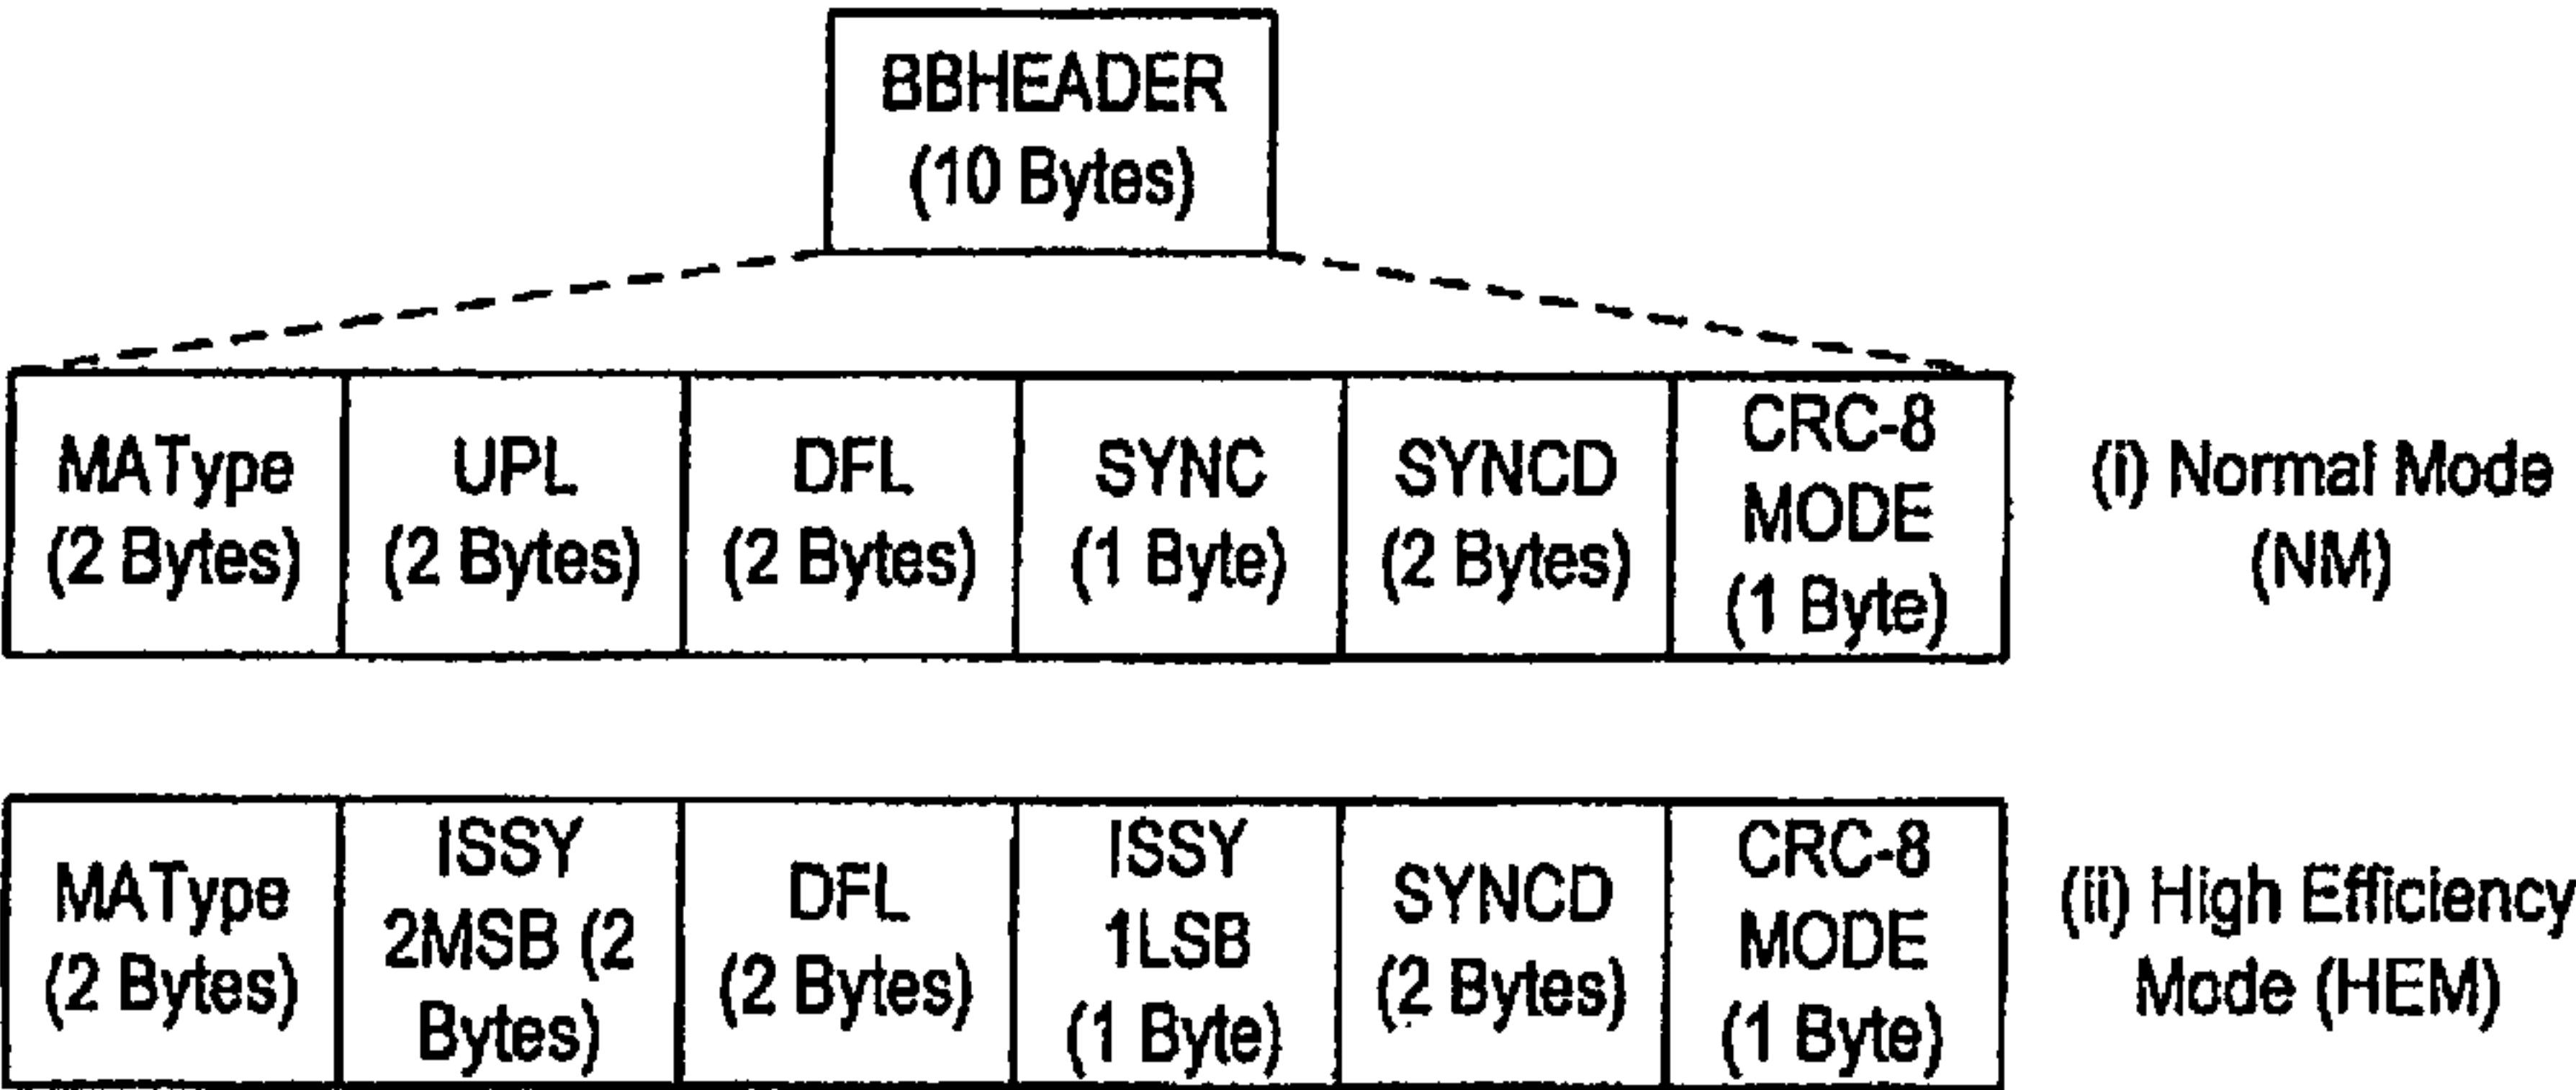 BBHEADER
(10 Bytes)
MAType
(2 Bytes)
UPL
(2 Bytes)
DFL
(2 Bytes)
SYNC
(1 Byte)
SYNCD
(2 Bytes)
CRC-8
MODE
(1 Byte)
(i) Normal Mode
(NM)
MAType
(2 Bytes)
ISSY
2MSB (2
Bytes)
DFL
(2 Bytes)
ISSY
1LSB
(1 Byte)
SYNCD
(2 Bytes)
CRC-8
MODE
(1 Byte)
(ii) High Efficiency
Mode (HEM)